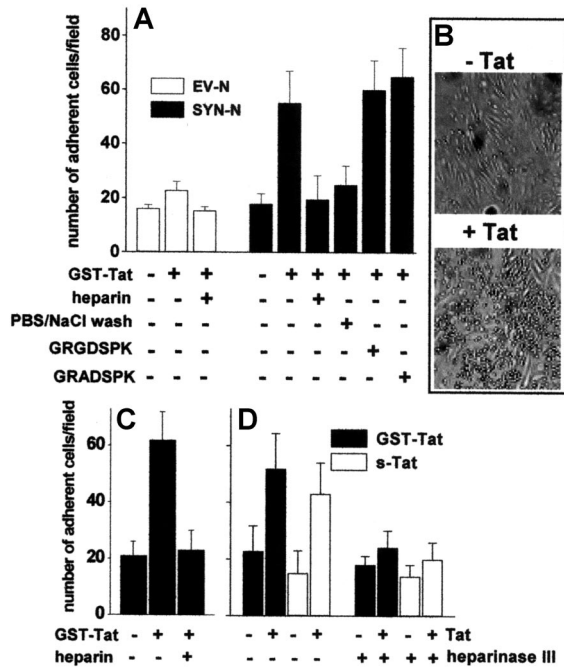 A
B
number of adherent cells/field
80
60
40
20
0
EV-N
SYN-N
GST-Tat - + + - + + + + +
heparin - - + - - + - - -
PBS/NaCl wash - - - - - - + - -
GRGDSPK - - - - - - - + -
GRADSPK - - - - - - - - +
- Tat
+ Tat
C
D
number of adherent cells/field
60
40
20
0
GST-Tat
s-Tat
GST-Tat - + + - + - + - + - + Tat
heparin - - + - - - - + + + + heparinase III